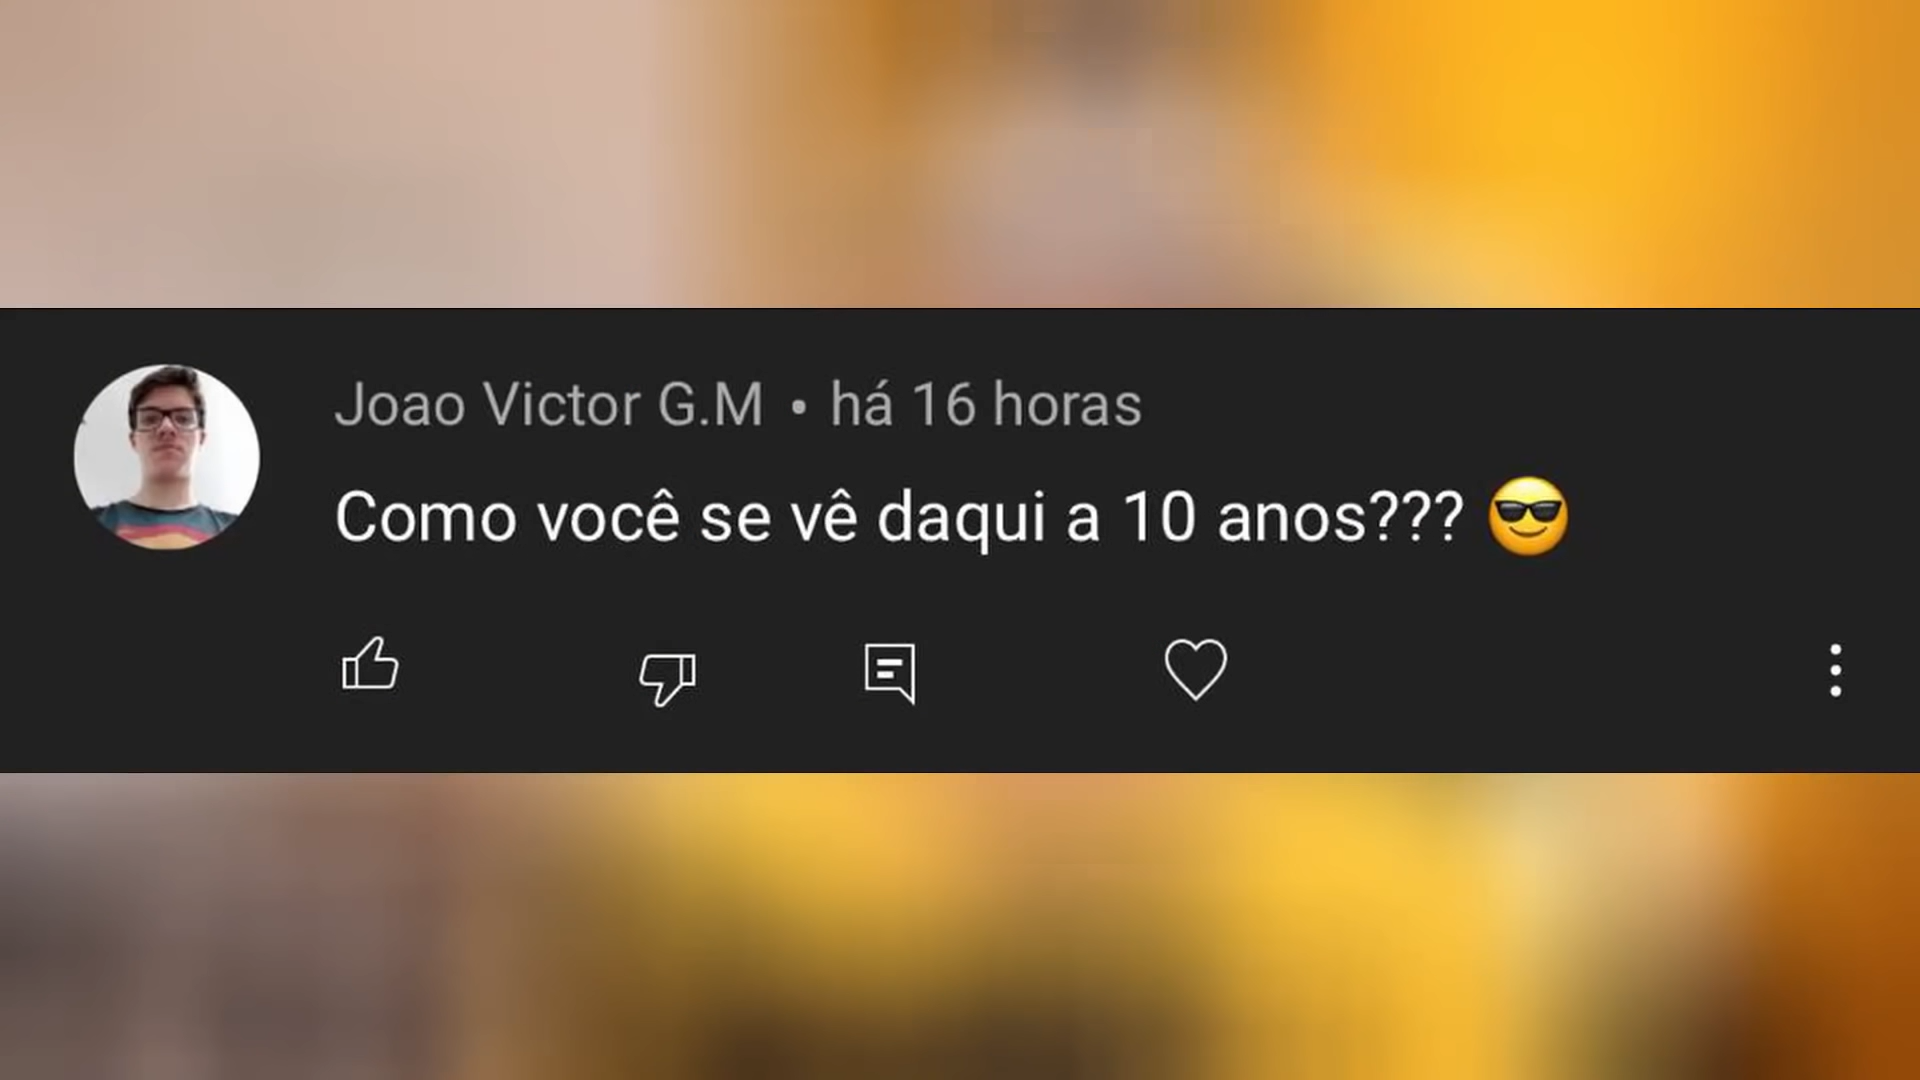 Joao Victor G.M • há 16 horas
Como você se vê daqui a 10 anos??? 😎